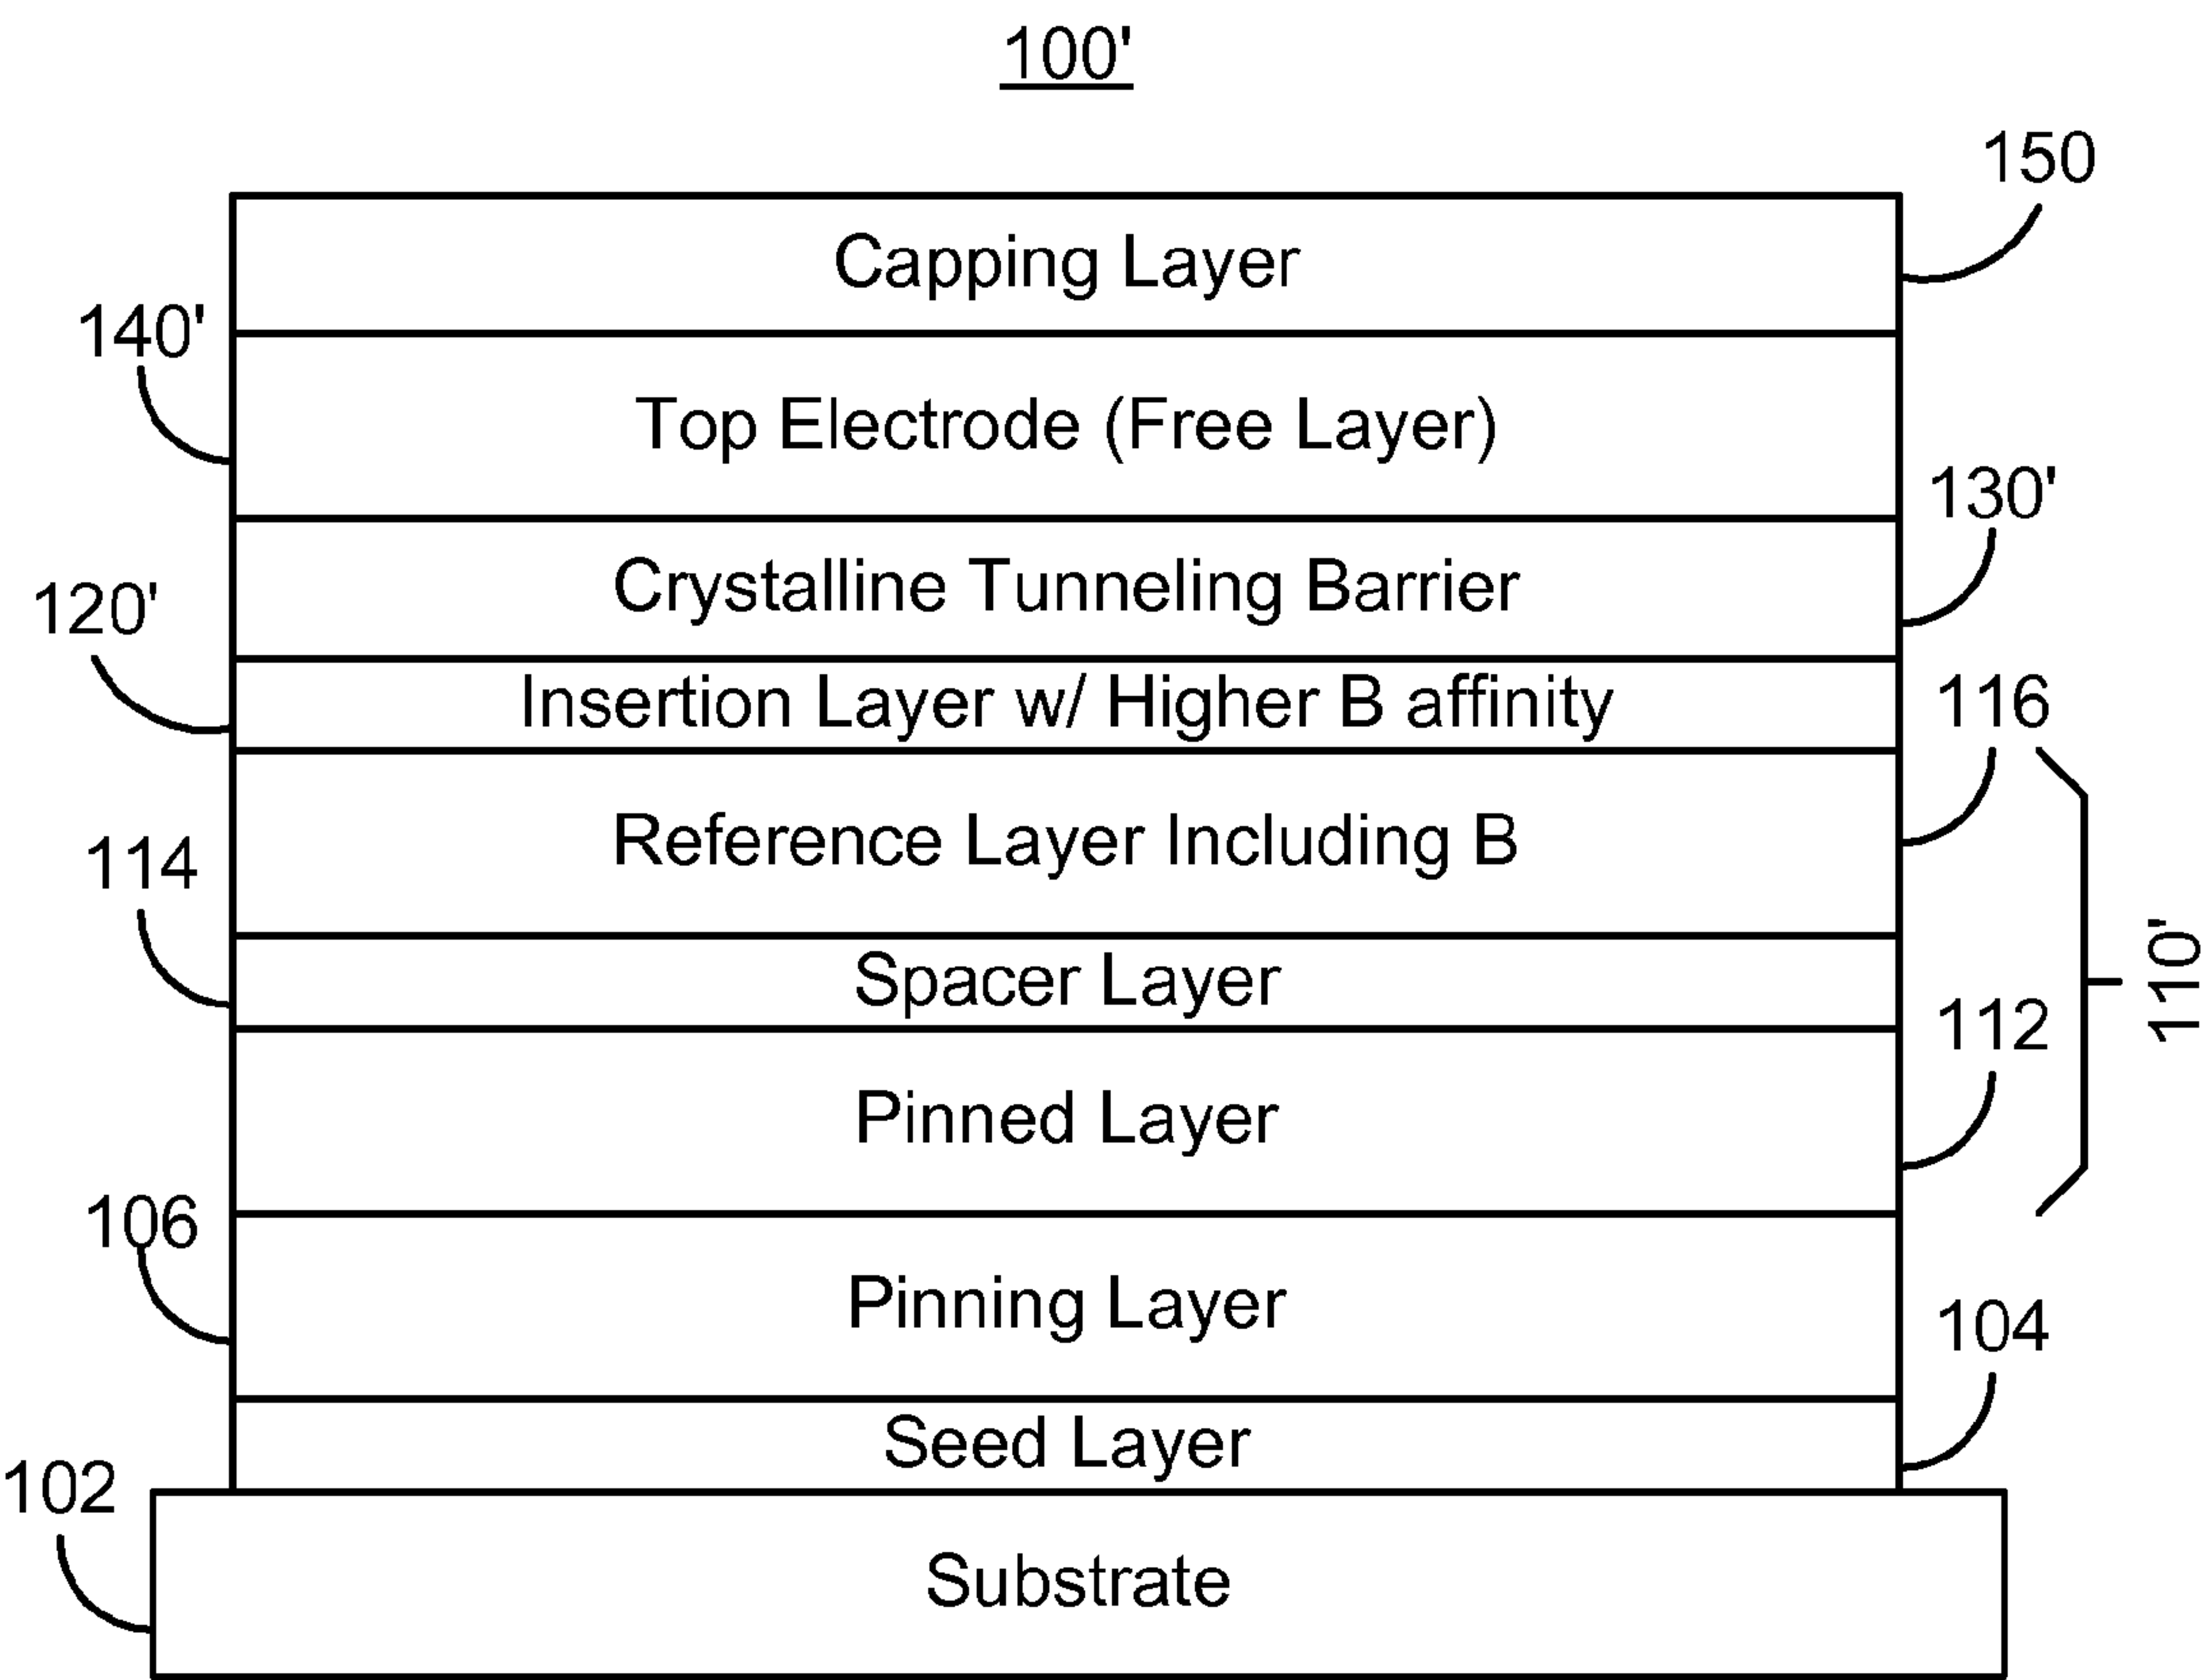 100'
150
Capping Layer
140'
Top Electrode (Free Layer)
130'
Crystalline Tunneling Barrier
120'
Insertion Layer w/ Higher B affinity
116
Reference Layer Including B
114
Spacer Layer
110'
112
Pinned Layer
106
Pinning Layer
104
Seed Layer
102
Substrate